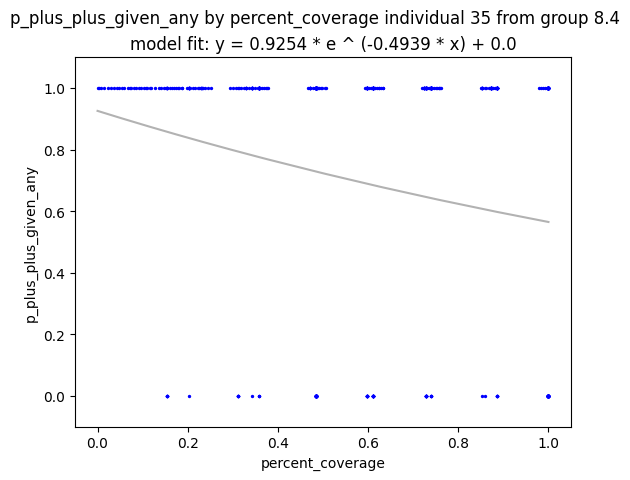 p_plus_plus_given_any by percent_coverage individual 35 from group 8.4
model fit: y = 0.9254 * e ^ (-0.4939 * x) + 0.0
1.0
0.8
0.6
0.4
0.2
0.0
p_plus_plus_given_any
0.0 0.2 0.4 0.6 0.8 1.0
percent_coverage